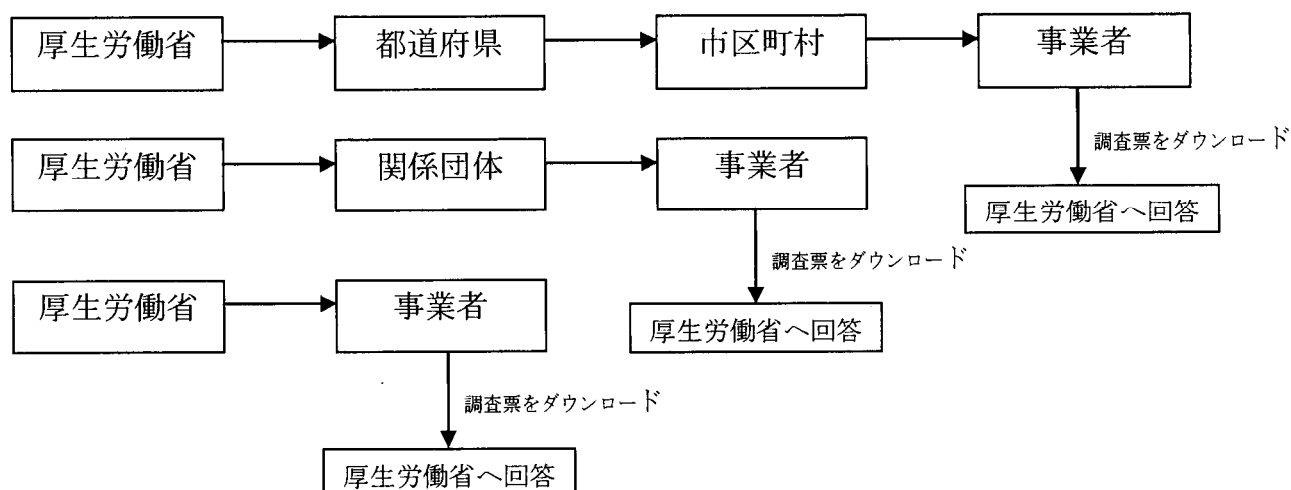 厚生労働省 都道府県 市区町村 事業者
調査票をダウンロード
厚生労働省へ回答
厚生労働省 関係団体 事業者
調査票をダウンロード
厚生労働省へ回答
厚生労働省 事業者
調査票をダウンロード
厚生労働省へ回答